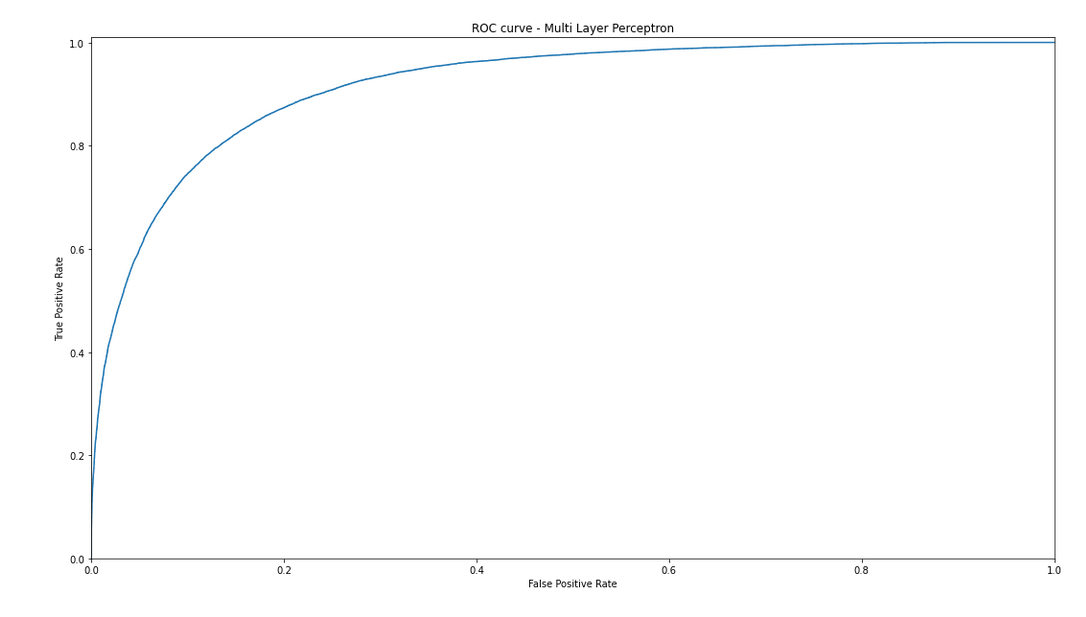 ROC curve - Multi Layer Perceptron
1.0
0.8
0.6
0.4
0.2
0.0
True Positive Rate
0.0 0.2 0.4 0.6 0.8 1.0
False Positive Rate